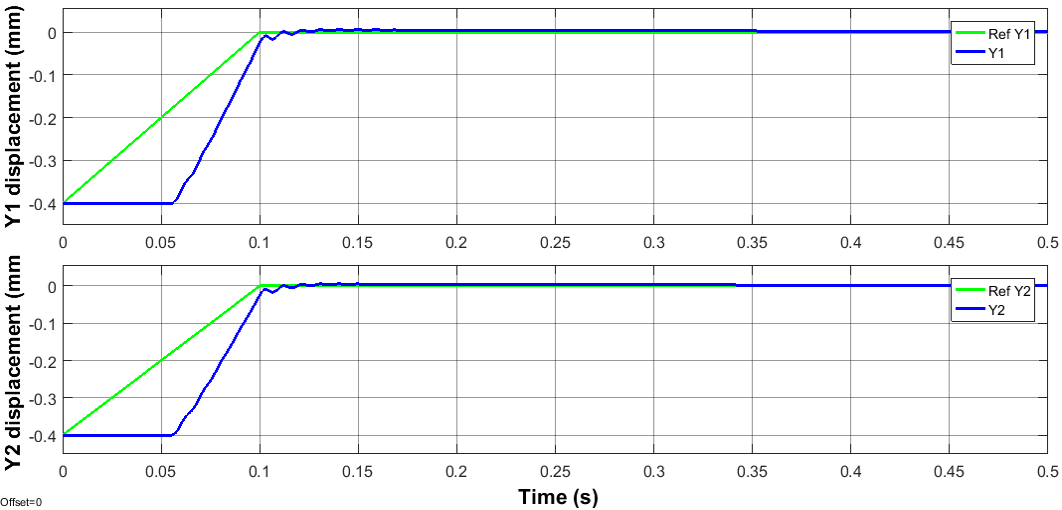 Y1 displacement (mm)
0
-0.1
-0.2
-0.3
-0.4
Ref Y1
Y1
0 0.05 0.1 0.15 0.2 0.25 0.3 0.35 0.4 0.45 0.5
Y2 displacement (mm
0
-0.1
-0.2
-0.3
-0.4
Ref Y2
Y2
0 0.05 0.1 0.15 0.2 0.25 0.3 0.35 0.4 0.45 0.5
Time (s)
Offset=0